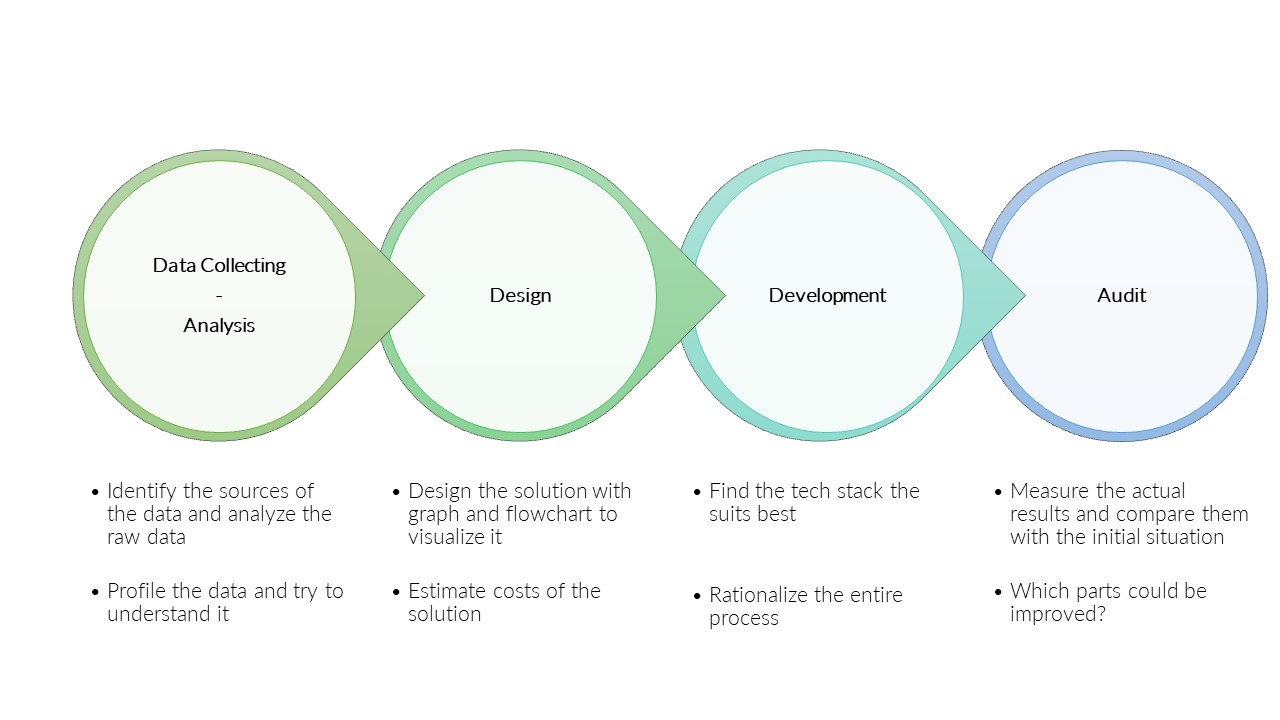 Data Collecting
-
Analysis
Design
Development
Audit
• Identify the sources of
the data and analyze the
raw data
• Profile the data and try to
understand it
• Design the solution with
graph and flowchart to
visualize it
• Estimate costs of the
solution
• Find the tech stack the
suits best
• Rationalize the entire
process
• Measure the actual
results and compare them
with the initial situation
• Which parts could be
improved?